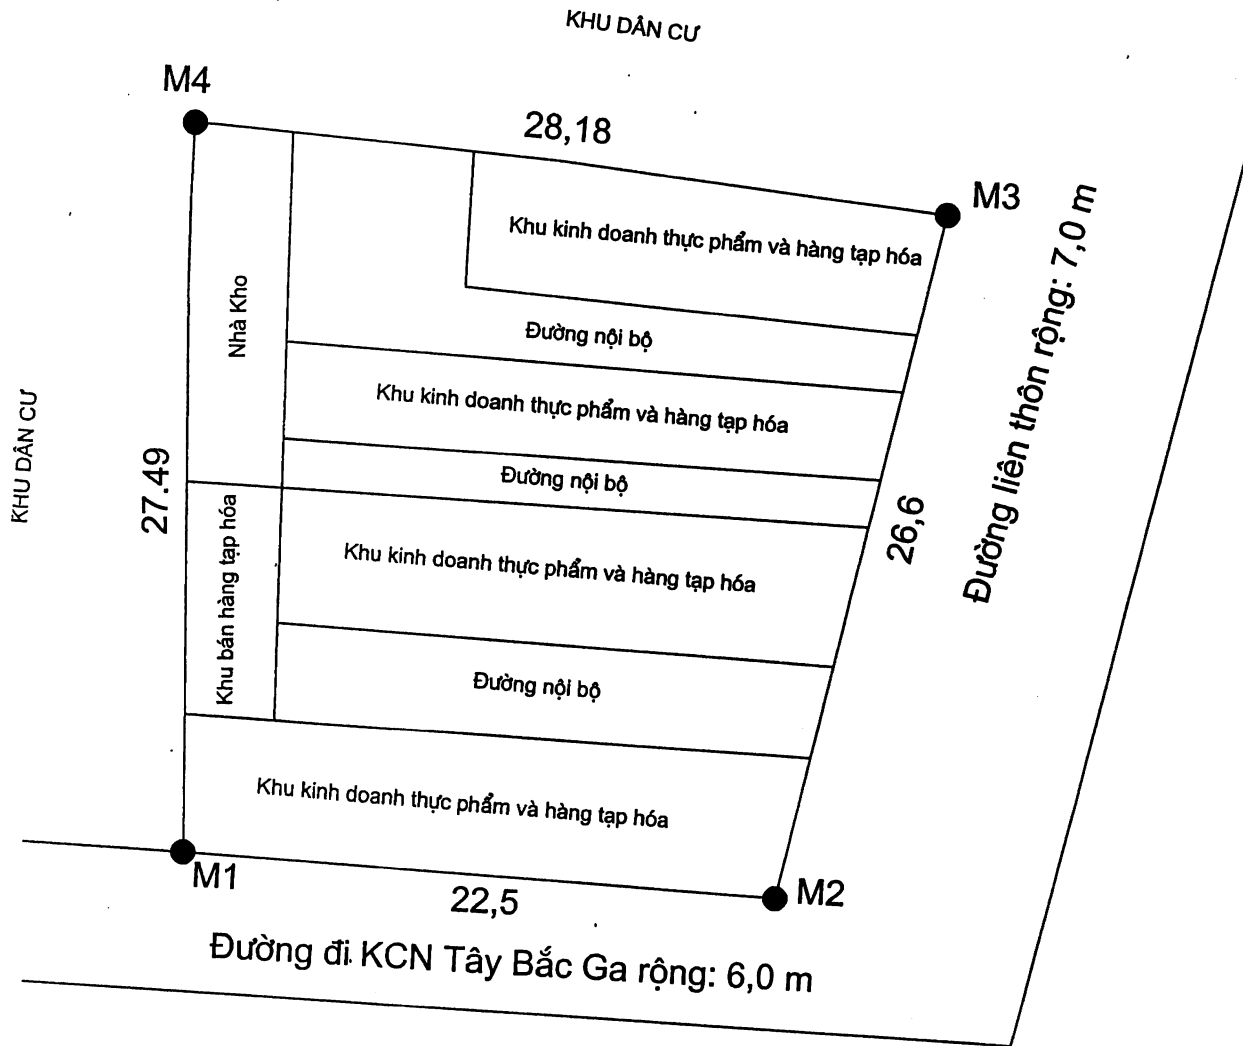 KHU DÂN CƯ
M4
28,18
M3
Khu kinh doanh thực phẩm và hàng tạp hóa
Đường liên thôn rộng: 7,0 m
Nhà Kho
Đường nội bộ
Khu kinh doanh thực phẩm và hàng tạp hóa
KHU DÂN CƯ
27.49
Đường nội bộ
26,6
Khu bán hàng tạp hóa
Khu kinh doanh thực phẩm và hàng tạp hóa
Đường nội bộ
Khu kinh doanh thực phẩm và hàng tạp hóa
M1
22,5
M2
Đường đi KCN Tây Bắc Ga rộng: 6,0 m